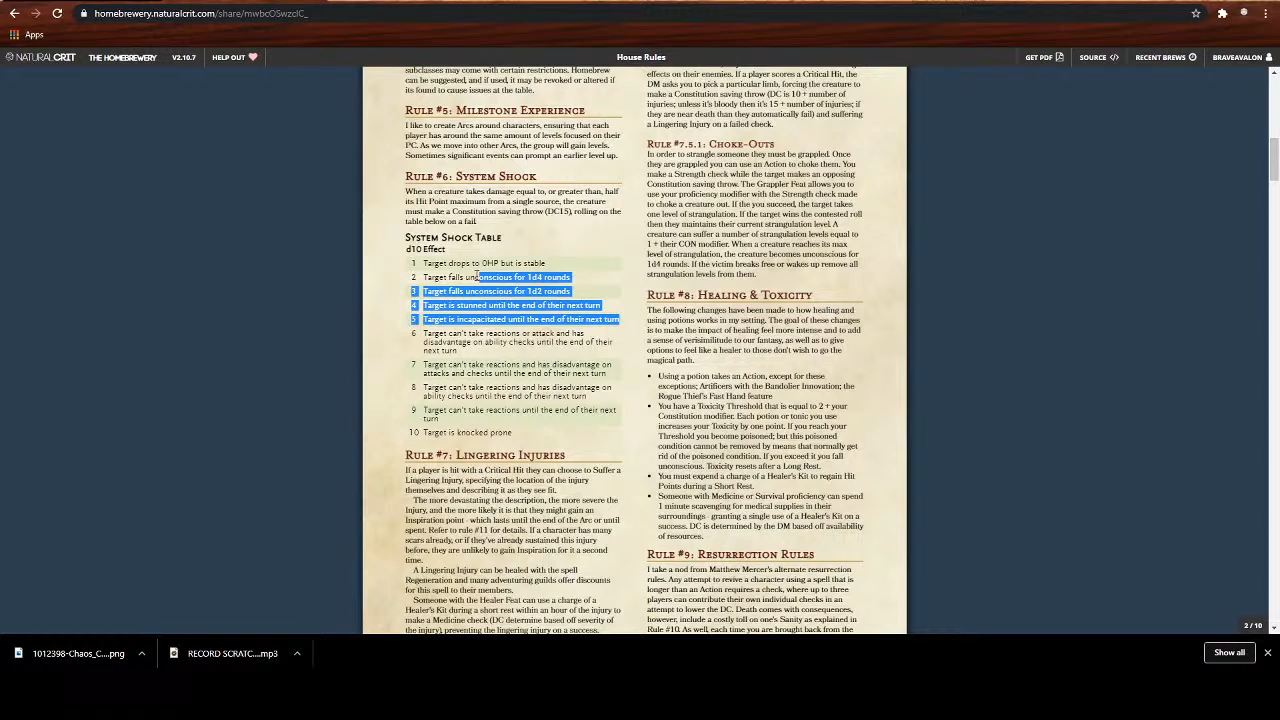 homebrewery.naturalcrit.com/share/mwbcOSwzclC_
Apps
NATURALCRIT THE HOMEBREWERY V2.10.7 HELP OUT House Rules GET PDF SOURCE RECENT BREWS BRAVEAVALON
subclasses may come with certain restrictions. Homebrew
can be suggested, and if used, it may be revoked or altered if
its found to cause issues at the table.
Rule #5: Milestone Experience
I like to create Arcs around characters, ensuring that each
player has around the same amount of levels focused on their
PC. As we move into other Arcs, the group will gain levels.
Sometimes significant events can prompt an earlier level up.
Rule #6: System Shock
When a creature takes damage equal to, or greater than, half
its Hit Point maximum from a single source, the creature
must make a Constitution saving throw (DC15), rolling on the
table below on a fail.
System Shock Table
d10 Effect
1 Target drops to 0HP but is stable
2 Target falls unconscious for 1d4 rounds
3 Target falls unconscious for 1d2 rounds
4 Target is stunned until the end of their next turn
5 Target is incapacitated until the end of their next turn
6 Target can't take reactions or attack and has
disadvantage on ability checks until the end of their
next turn
7 Target can't take reactions and has disadvantage on
attacks and checks until the end of their next turn
8 Target can't take reactions and has disadvantage on
ability checks until the end of their next turn
9 Target can't take reactions until the end of their next
turn
10 Target is knocked prone
Rule #7: Lingering Injuries
If a player is hit with a Critical Hit they can choose to Suffer a
Lingering Injury, specifying the location of the injury
themselves and describing it as they see fit.
The more devastating the description, the more severe the
Injury, and the more likely it is that they might gain an
Inspiration point - which lasts until the end of the Arc or until
spent. Refer to rule #11 for details. If a character has many
scars already, or if they've already sustained this injury
before, they are unlikely to gain Inspiration for it a second
time.
A Lingering Injury can be healed with the spell
Regeneration and many adventuring guilds offer discounts
for this spell to their members.
Someone with the Healer Feat can use a charge of a
Healer's Kit during a short rest within an hour of the injury to
make a Medicine check (DC determine based off severity of
the injury), preventing the lingering injury on a success.
effects on their enemies. If a player scores a Critical Hit, the
DM asks you to pick a particular limb, forcing the creature to
make a Constitution saving throw (DC is 10 + number of
injuries; unless it's bloody then it's 15 + number of injuries; if
they are near death than they automatically fail) and suffering
a Lingering Injury on a failed check.
Rule #7.5.1: Choke-Outs
In order to strangle someone they must be grappled. Once
they are grappled you can use an Action to choke them. You
make a Strength check while the target makes an opposing
Constitution saving throw. The Grappler Feat allows you to
use your proficiency modifier with the Strength check made
to choke a creature out. If the you succeed, the target takes
one level of strangulation. If the target wins the contested roll
then they maintains their current strangulation level. A
creature can suffer a number of strangulation levels equal to
1 + their CON modifier. When a creature reaches its max
level of strangulation, the creature becomes unconscious for
1d4 rounds. If the victim breaks free or wakes up remove all
strangulation levels from them.
Rule #8: Healing & Toxicity
The following changes have been made to how healing and
using potions works in my setting. The goal of these changes
is to make the impact of healing feel more intense and to add
a sense of verisimilitude to our fantasy, as well as to give
options to feel like a healer to those don't wish to go the
magical path.
• Using a potion takes an Action, except for these
exceptions; Artificers with the Bandolier Innovation; the
Rogue Thief's Fast Hand feature
• You have a Toxicity Threshold that is equal to 2 + your
Constitution modifier. Each potion or tonic you use
increases your Toxicity by one point. If you reach your
Threshold you become poisoned; but this poisoned
condition cannot be removed by means that normally get
rid of the poisoned condition. If you exceed it you fall
unconscious. Toxicity resets after a Long Rest.
• You must expend a charge of a Healer's Kit to regain Hit
Points during a Short Rest.
• Someone with Medicine or Survival proficiency can spend
1 minute scavenging for medical supplies in their
surroundings - granting a single use of a Healer's Kit on a
success. DC is determined by the DM based off availability
of resources.
Rule #9: Resurrection Rules
I take a nod from Matthew Mercer's alternate resurrection
rules. Any attempt to revive a character using a spell that is
longer than an Action requires a check, where up to three
players can contribute their own individual checks in an
attempt to lower the DC. Death comes with consequences,
however, include a costly toll on one's Sanity as explained in
Rule #10. As well, each time you are brought back from the
2 / 10
1012398-Chaos_C....png
RECORD SCRATC....mp3
Show all